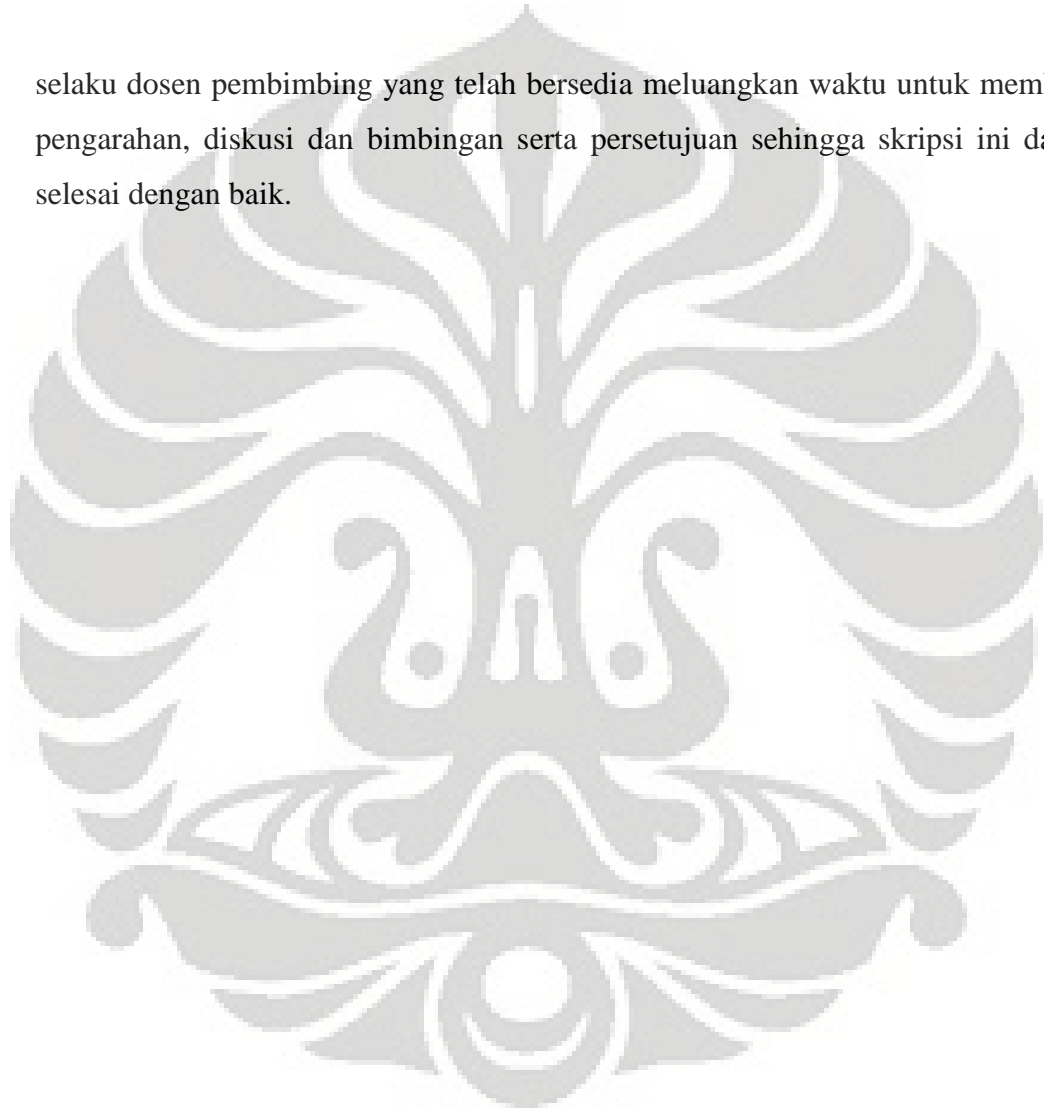 selaku dosen pembimbing yang telah bersedia meluangkan waktu untuk
pengarahan, diskusi dan bimbingan serta persetujuan sehingga skripsi ini
selesai dengan baik.